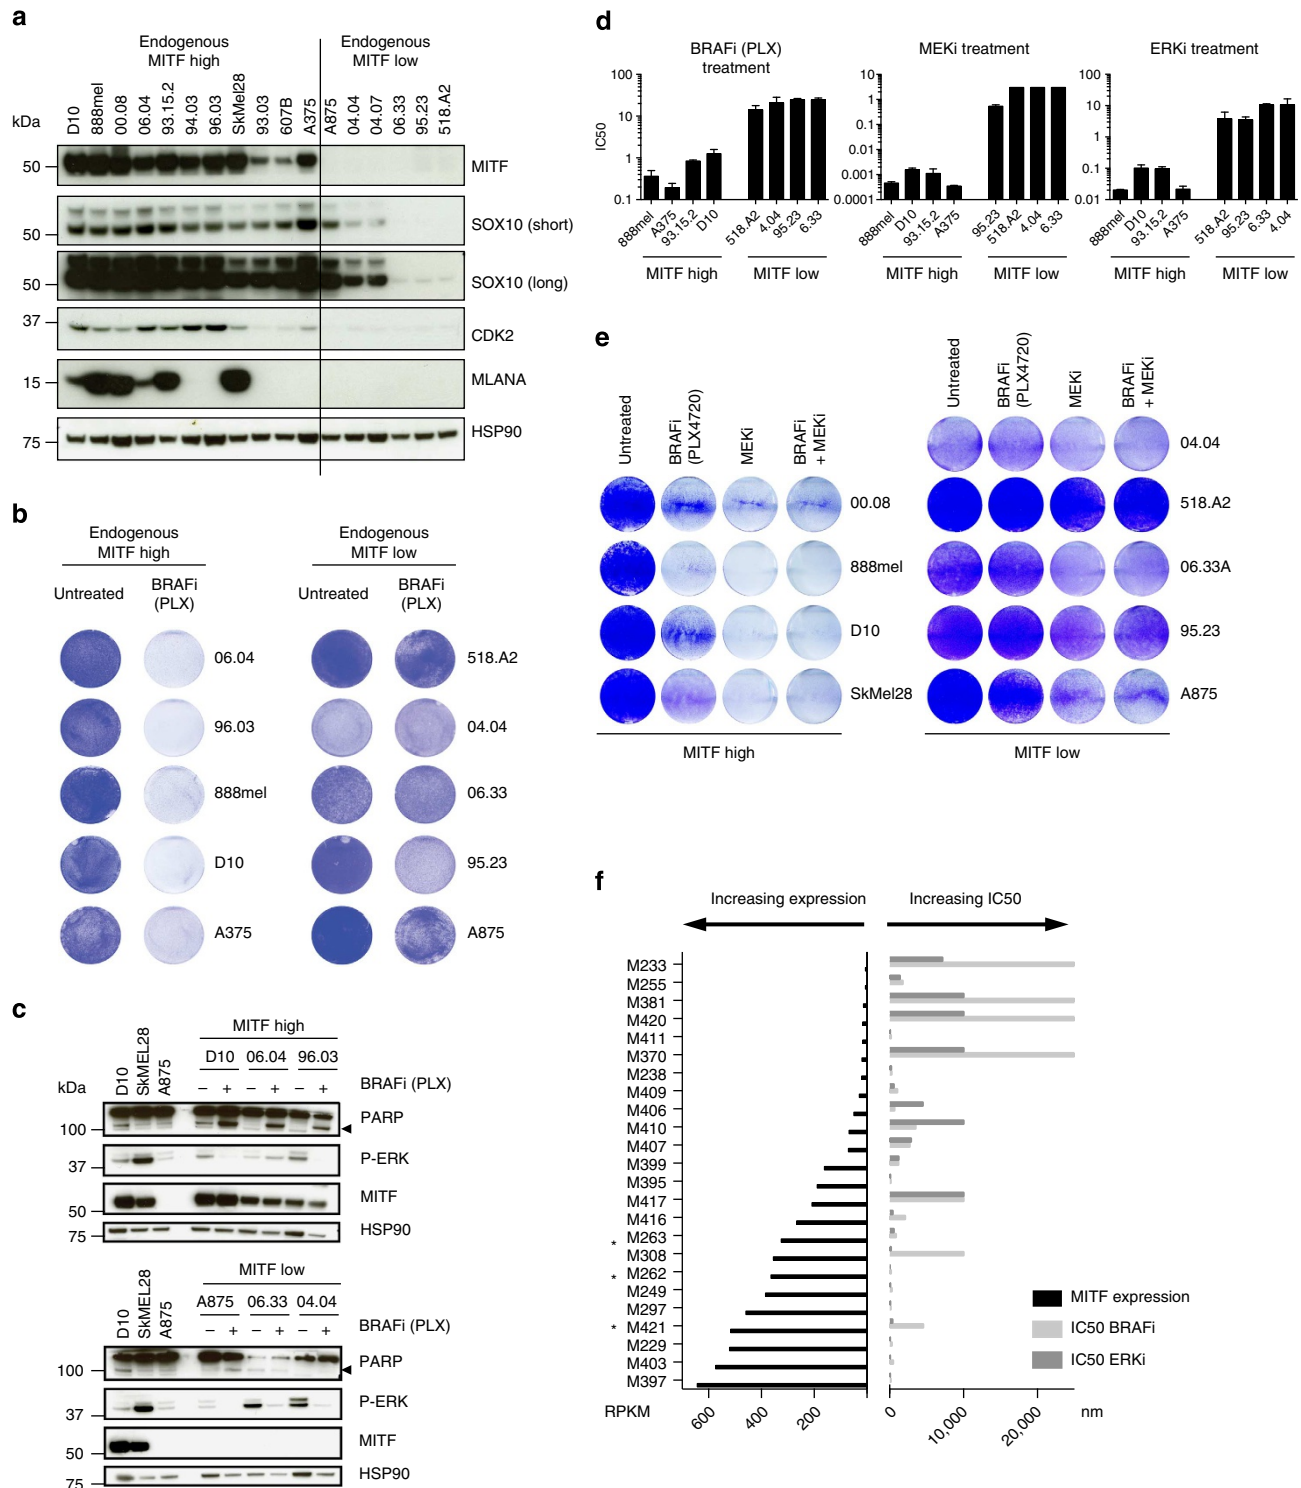 a
Endogenous
MITF high
Endogenous
MITF low
kDa
D10
888mel
00.08
06.04
93.15.2
94.03
96.03
SkMel28
93.03
607B
A375
A875
04.04
04.07
06.33
95.23
518.A2
50
MITF
50
SOX10 (short)
50
SOX10 (long)
37
CDK2
15
MLANA
75
HSP90
b
Endogenous
MITF high
Endogenous
MITF low
Untreated
BRAFi
(PLX)
Untreated
BRAFi
(PLX)
06.04
518.A2
96.03
04.04
888mel
06.33
D10
95.23
A375
A875
c
MITF high
kDa
D10
SkMEL28
A875
D10
06.04
96.03
– + – + – +
BRAFi (PLX)
100
PARP
37
P-ERK
50
MITF
75
HSP90
MITF low
D10
SkMEL28
A875
A875
06.33
04.04
– + – + – +
BRAFi (PLX)
100
PARP
37
P-ERK
50
MITF
75
HSP90
d
BRAFi (PLX)
treatment
IC50
100
10
1
0.1
888mel
A375
93.15.2
D10
518.A2
4.04
95.23
6.33
MITF high
MITF low
MEKi treatment
10
1
0.1
0.01
0.001
0.0001
888mel
D10
93.15.2
A375
95.23
518.A2
4.04
6.33
MITF high
MITF low
ERKi treatment
100
10
1
0.1
0.01
888mel
D10
93.15.2
A375
518.A2
95.23
6.33
4.04
MITF high
MITF low
e
Untreated
BRAFi
(PLX4720)
MEKi
BRAFi
+ MEKi
00.08
888mel
D10
SkMel28
MITF high
Untreated
BRAFi
(PLX4720)
MEKi
BRAFi
+ MEKi
04.04
518.A2
06.33A
95.23
A875
MITF low
f
Increasing expression
Increasing IC50
M233
M255
M381
M420
M411
M370
M238
M409
M406
M410
M407
M399
M395
M417
M416
M263
* M308
M262
* M249
M297
* M421
M229
M403
M397
RPKM
600
400
200
0
10,000
20,000
nm
MITF expression
IC50 BRAFi
IC50 ERKi